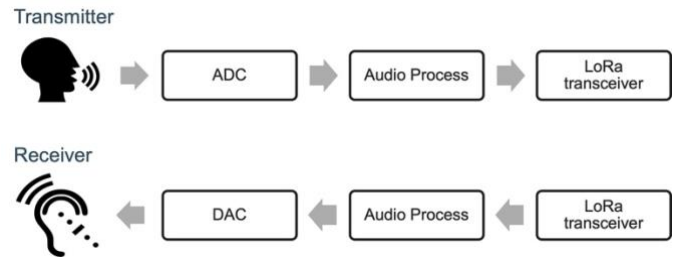 Transmitter
ADC
Audio Process
LoRa
transceiver
Receiver
DAC
Audio Process
LoRa
transceiver